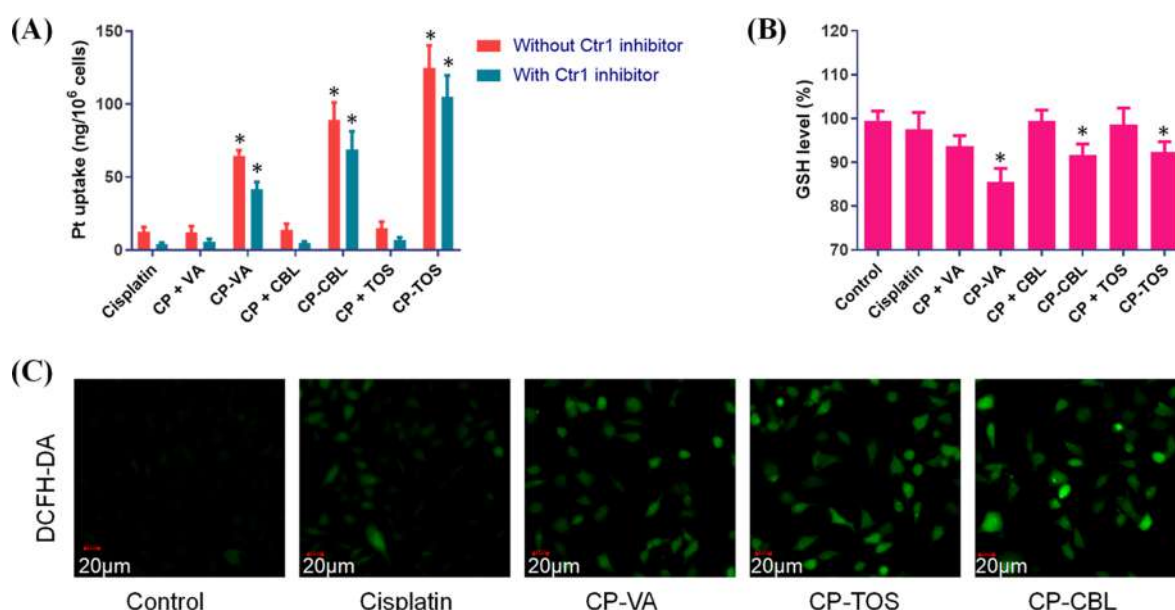 (A)
150
100
50
0
Pt uptake (ng/10⁶ cells)
* * * * * *
Without Ctr1 inhibitor
With Ctr1 inhibitor
Cisplatin
CP + VA
CP-VA
CP + CBL
CP-CBL
CP + TOS
CP-TOS
(B)
120
110
100
90
80
70
GSH level (%)
* * *
Control
Cisplatin
CP + VA
CP-VA
CP + CBL
CP-CBL
CP + TOS
CP-TOS
(C)
DCFH-DA
20µm 20µm 20µm 20µm 20µm
Control Cisplatin CP-VA CP-TOS CP-CBL